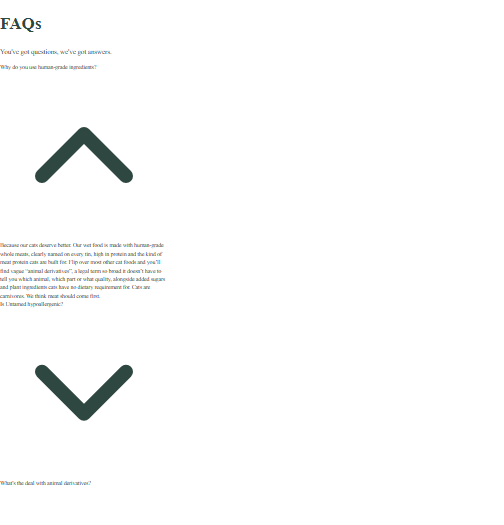 FAQs
You've got questions, we've got answers.
Why do you use human-grade ingredients?
Because our cats deserve better. Our wet food is made with human-grade
whole meats, clearly named on every tin, high in protein and the kind of
meat protein cats are built for. Flip over most other cat foods and you'll
find vague "animal derivatives", a legal term so broad it doesn't have to
tell you which animal, which part or what quality, alongside added sugars
and plant ingredients cats have no dietary requirement for. Cats are
carnivores. We think meat should come first.
Is Untamed hypoallergenic?
What's the deal with animal derivatives?